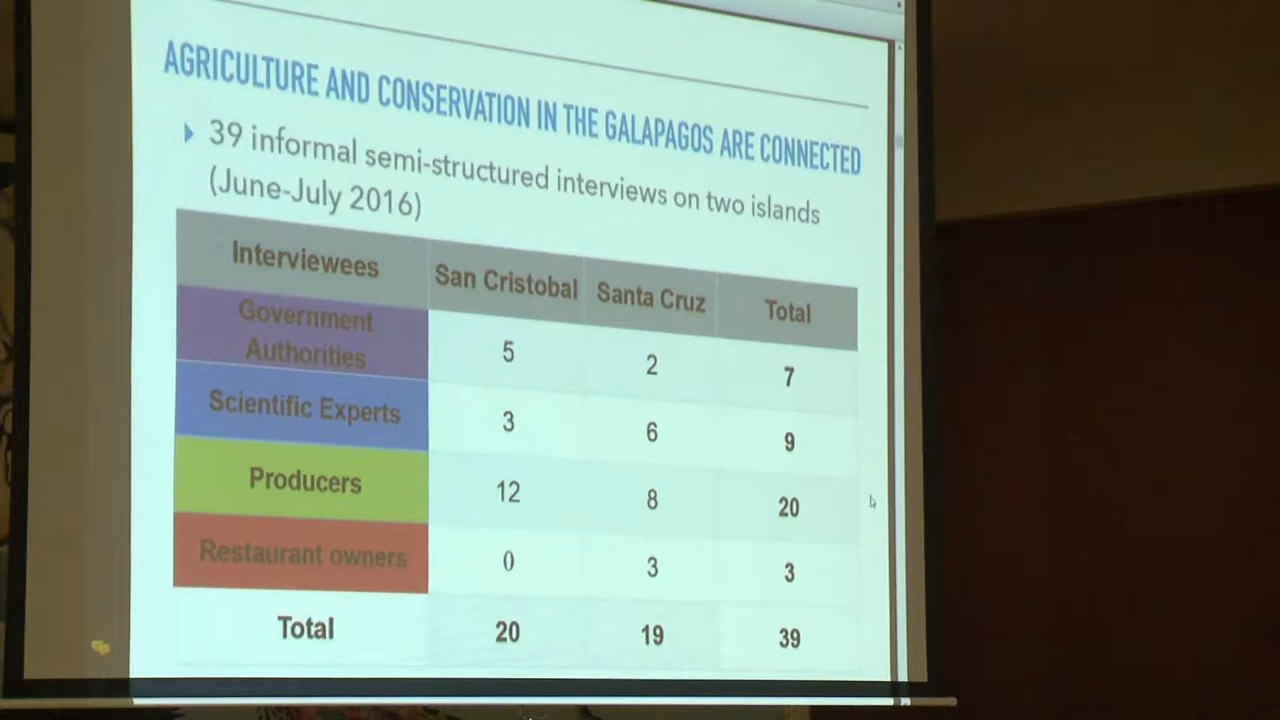 AGRICULTURE AND CONSERVATION IN THE GALAPAGOS ARE CONNECTED
39 informal semi-structured interviews on two islands
(June-July 2016)
Interviewees San Cristobal Santa Cruz Total
Government
Authorities 5 2 7
Scientific Experts 3 6 9
Producers 12 8 20
Restaurant owners 0 3 3
Total 20 19 39